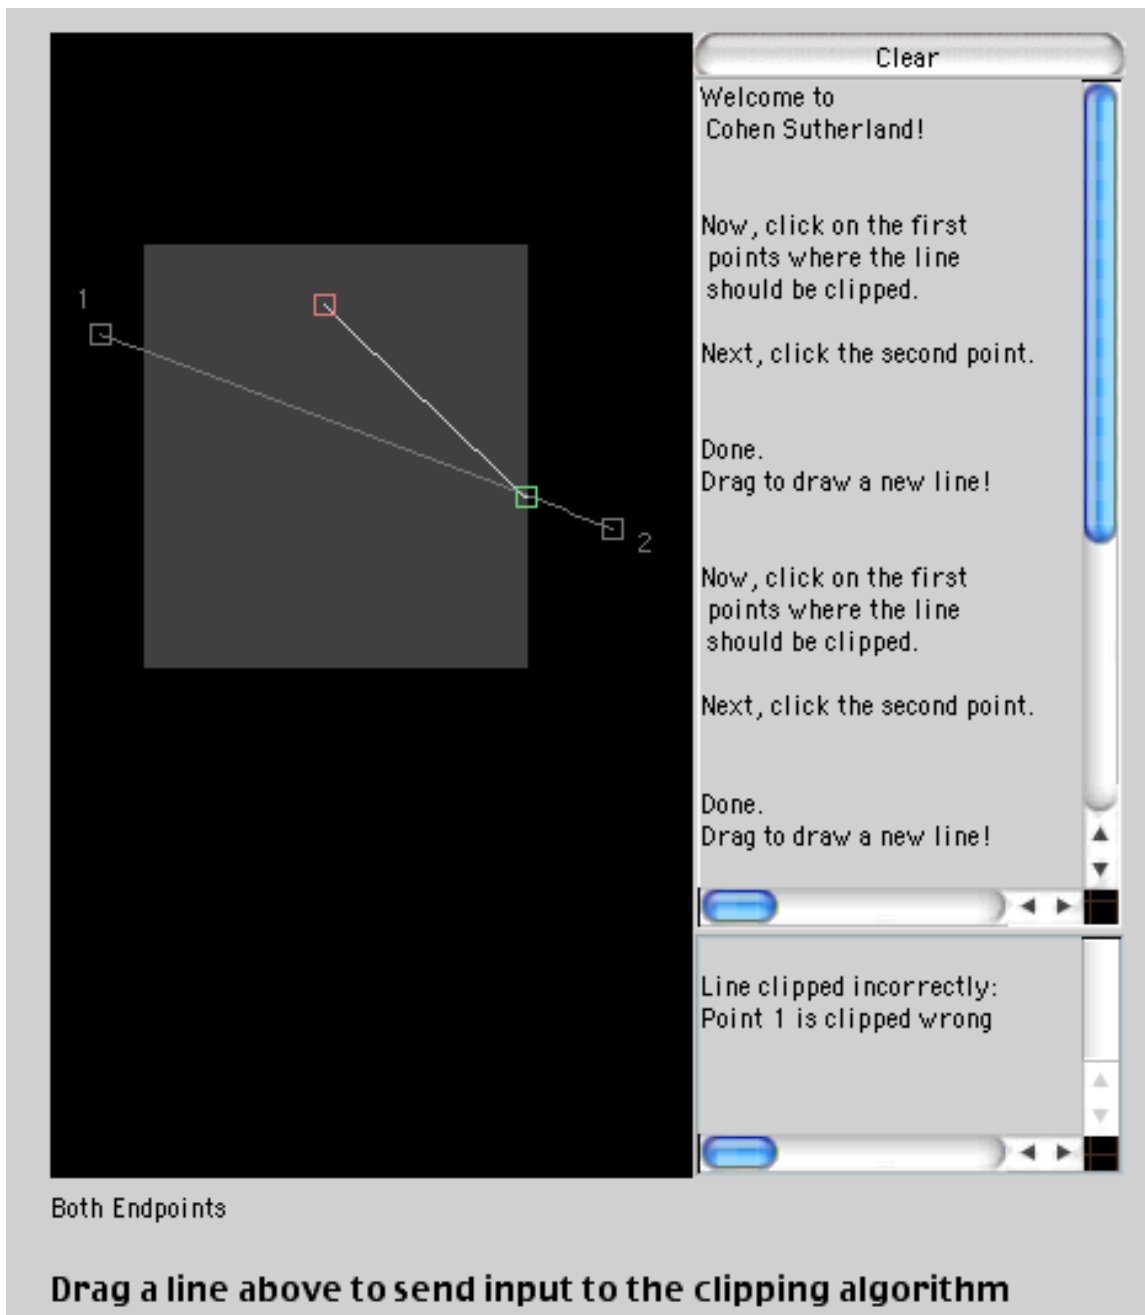 Clear
Welcome to
Cohen Sutherland!
Now, click on the first
points where the line
should be clipped.
Next, click the second point.
Done.
Drag to draw a new line!
Now, click on the first
points where the line
should be clipped.
Next, click the second point.
Done.
Drag to draw a new line!
1
2
Line clipped incorrectly:
Point 1 is clipped wrong
Both Endpoints
Drag a line above to send input to the clipping algorithm